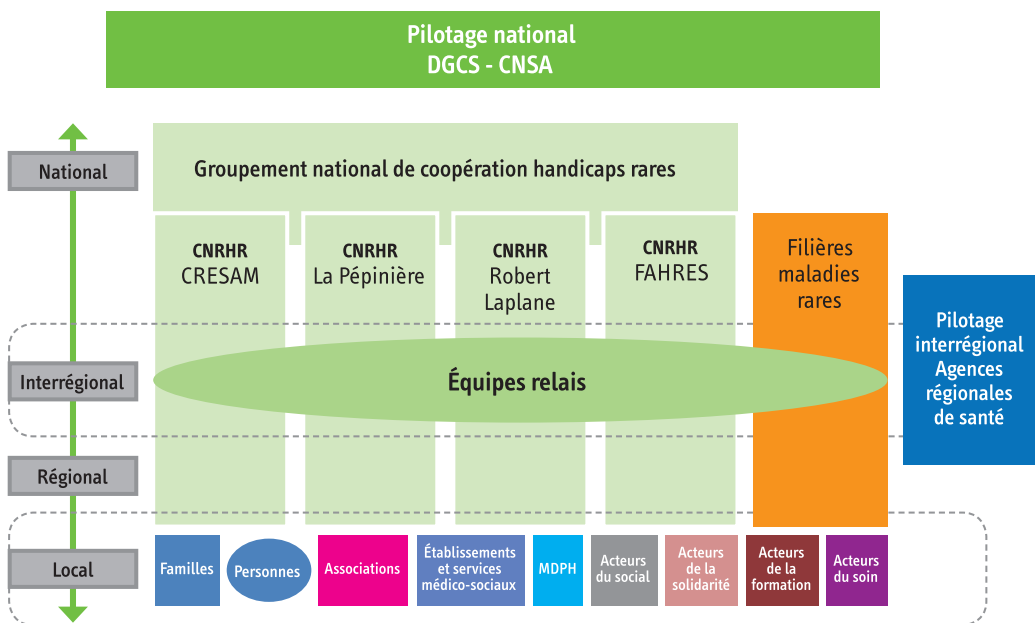 Pilotage national
DGCS - CNSA
National
Groupement national de coopération handicaps rares
CNRHR
CRESAM
CNRHR
La Pépinière
CNRHR
Robert
Laplane
CNRHR
FAHRES
Filières
maladies
rares
Pilotage
interrégional
Agences
régionales
de santé
Interrégional
Équipes relais
Régional
Local
Familles
Personnes
Associations
Établissements
et services
médico-sociaux
MDPH
Acteurs
du social
Acteurs
de la
solidarité
Acteurs
de la
formation
Acteurs
du soin